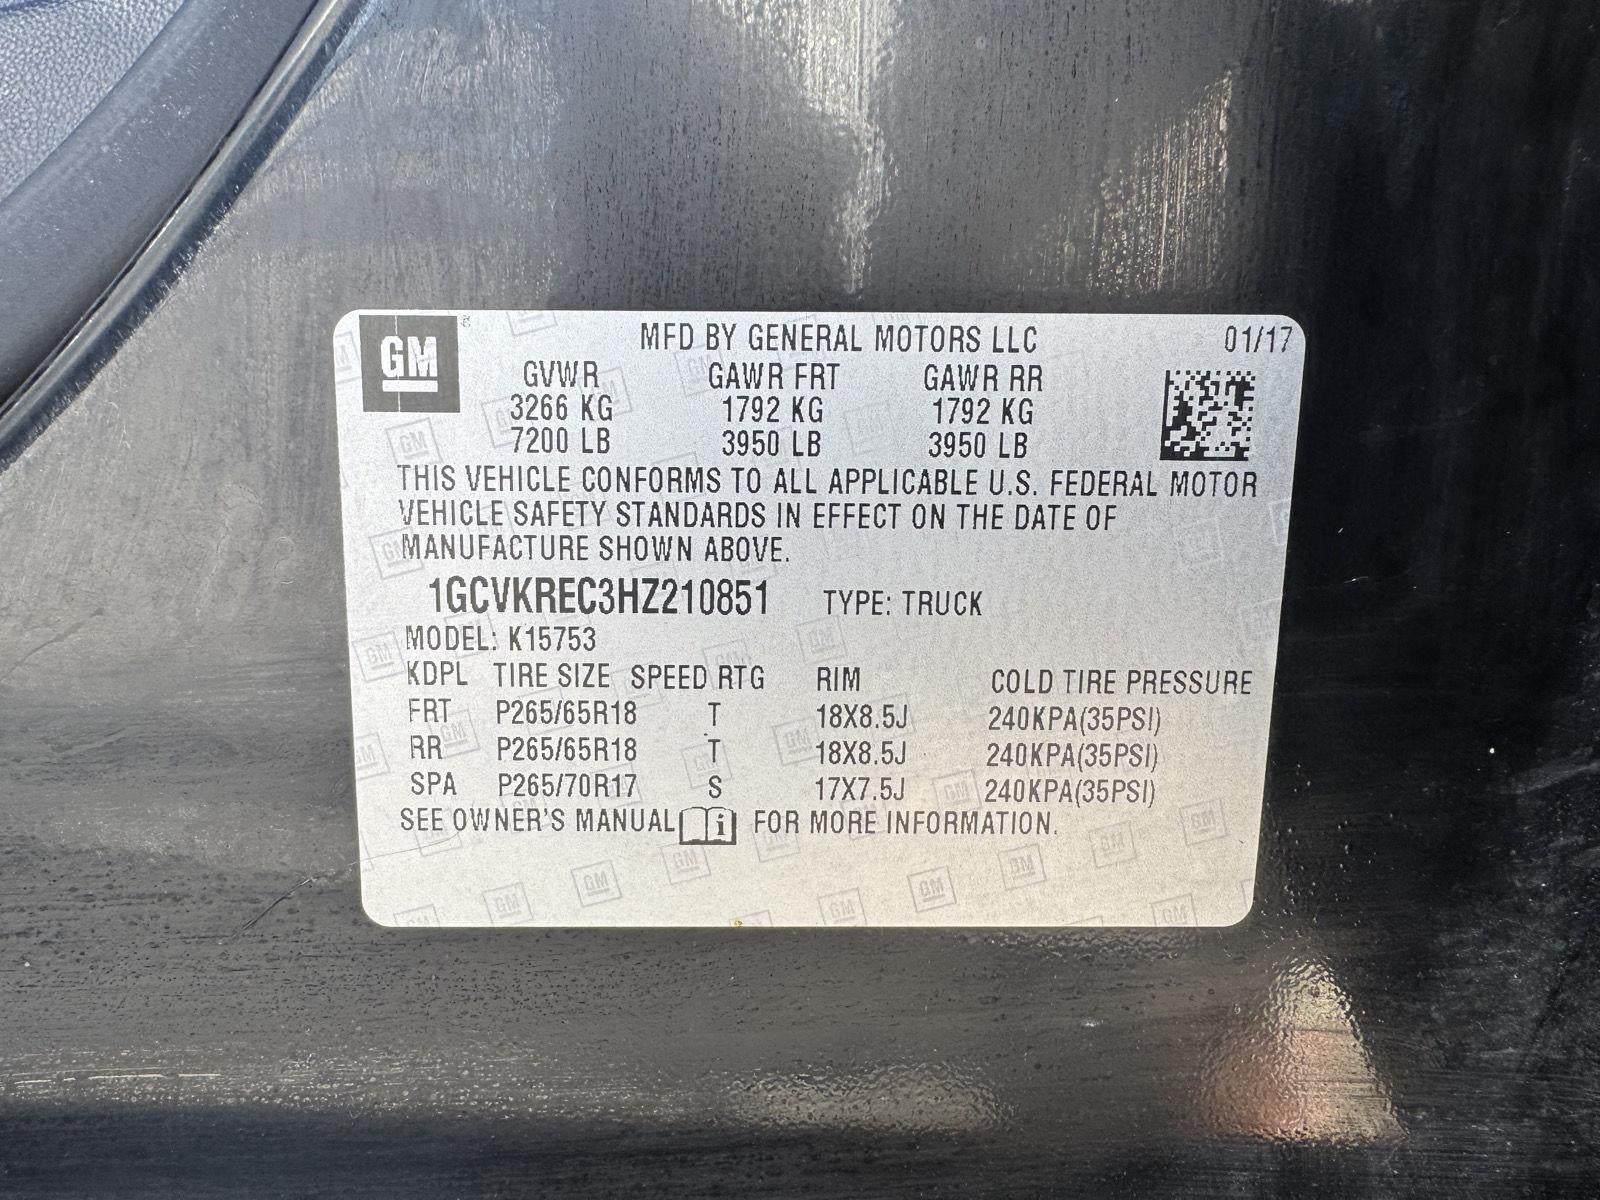 GM
MFD BY GENERAL MOTORS LLC 01/17
GVWR GAWR FRT GAWR RR
3266 KG 1792 KG 1792 KG
7200 LB 3950 LB 3950 LB
THIS VEHICLE CONFORMS TO ALL APPLICABLE U.S. FEDERAL MOTOR
VEHICLE SAFETY STANDARDS IN EFFECT ON THE DATE OF
MANUFACTURE SHOWN ABOVE.
1GCVKREC3HZ210851 TYPE: TRUCK
MODEL: K15753
KDPL TIRE SIZE SPEED RTG RIM COLD TIRE PRESSURE
FRT P265/65R18 T 18X8.5J 240KPA(35PSI)
RR P265/65R18 T 18X8.5J 240KPA(35PSI)
SPA P265/70R17 S 17X7.5J 240KPA(35PSI)
SEE OWNER'S MANUAL i FOR MORE INFORMATION.